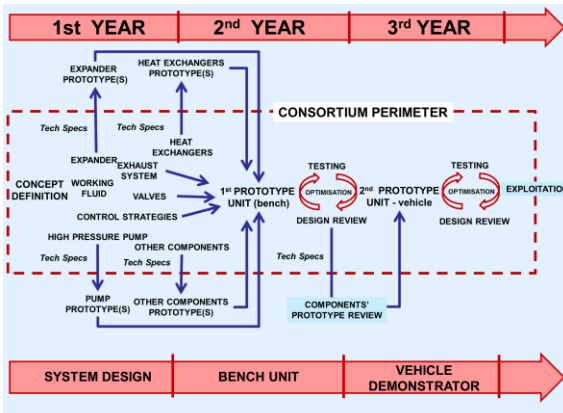 1st YEAR
2nd YEAR
3rd YEAR
EXPANDER
PROTOTYPE(S)
HEAT EXCHANGERS
PROTOTYPE(S)
CONSORTIUM PERIMETER
Tech Specs
Tech Specs
HEAT
EXCHANGERS
EXPANDER
EXHAUST
SYSTEM
CONCEPT
DEFINITION
WORKING
FLUID
VALVES
CONTROL STRATEGIES
1st PROTOTYPE
UNIT (bench)
TESTING
OPTIMISATION
DESIGN REVIEW
2nd PROTOTYPE
UNIT - vehicle
TESTING
OPTIMISATION
DESIGN REVIEW
EXPLOITATION
HIGH PRESSURE PUMP
OTHER COMPONENTS
Tech Specs
Tech Specs
Tech Specs
PUMP
PROTOTYPE(S)
OTHER COMPONENTS
PROTOTYPE(S)
COMPONENTS'
PROTOTYPE REVIEW
SYSTEM DESIGN
BENCH UNIT
VEHICLE
DEMONSTRATOR